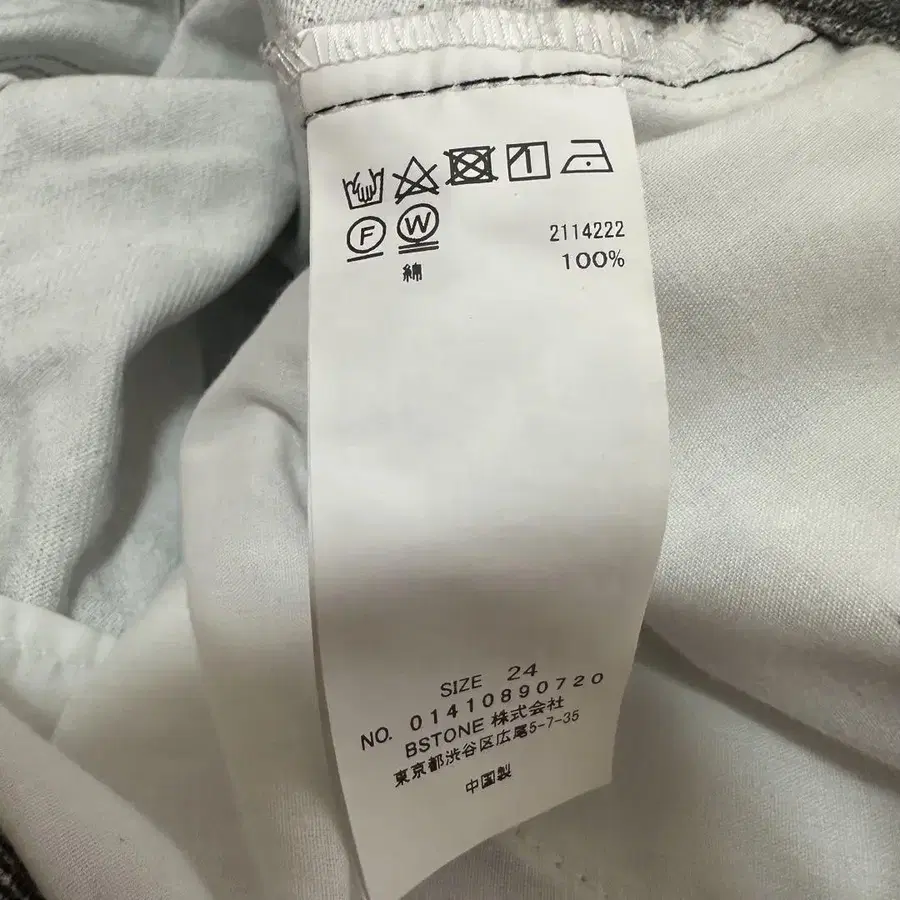 F W
2114222
綿 100%
SIZE 24
NO. 01410890720
BSTONE 株式会社
東京都渋谷区広尾5-7-35
中国製